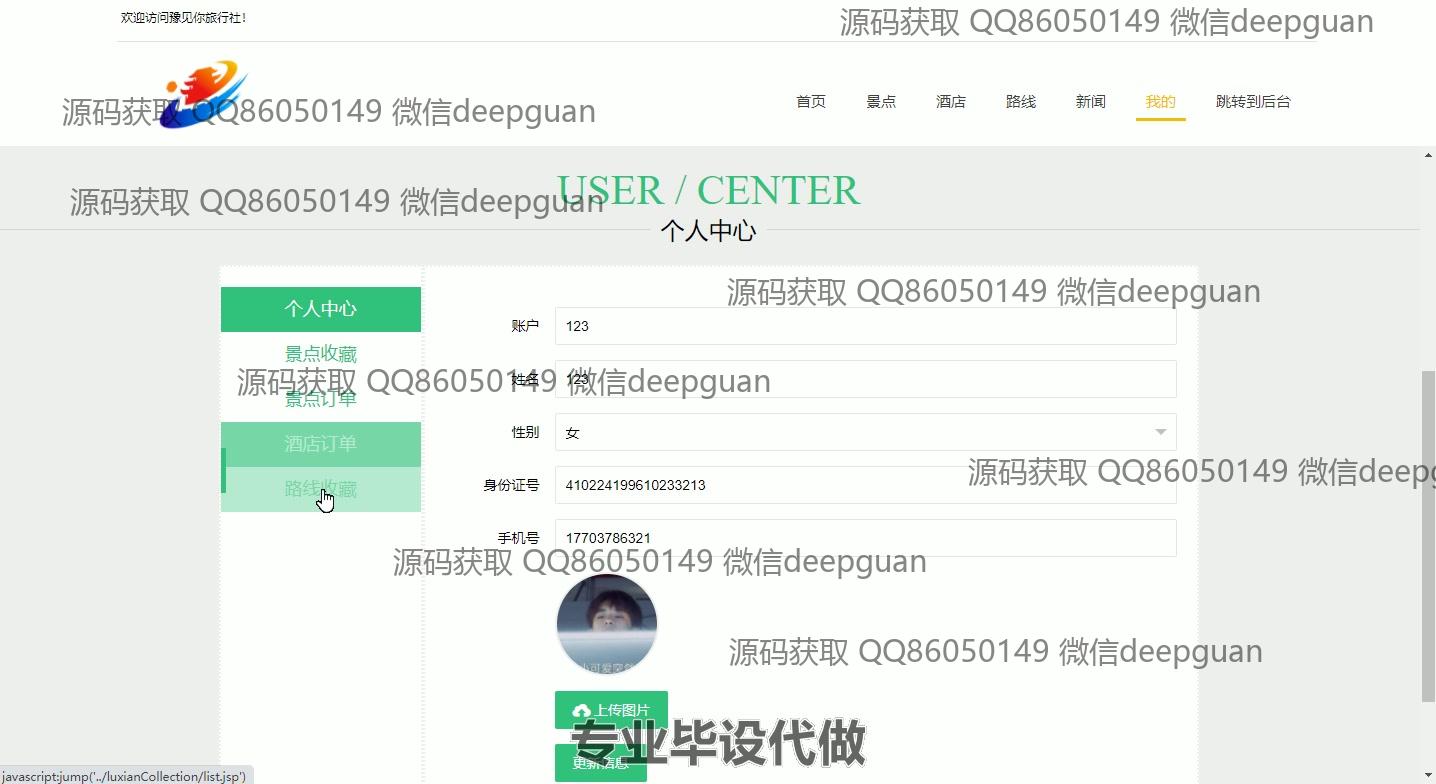 欢迎访问豫见你旅行社!
源码获取 QQ86050149 微信deepguan
首页 景点 酒店 路线 新闻 我的 跳转到后台
源码获取 QQ86050149 微信deepguan
USER / CENTER
源码获取 QQ86050149 微信deepguan
个人中心
源码获取 QQ86050149 微信deepguan
个人中心
账户 123
景点收藏
源码获取 QQ86050149 微信deepguan
姓名 123
景点订单
性别 女
酒店订单
源码获取 QQ86050149 微信deepg
身份证号 410224199610233213
路线收藏
手机号 17703786321
源码获取 QQ86050149 微信deepguan
源码获取 QQ86050149 微信deepguan
小可爱突然
上传图片
专业毕设代做
更新信息
javascript:jump('../luxianCollection/list.jsp')